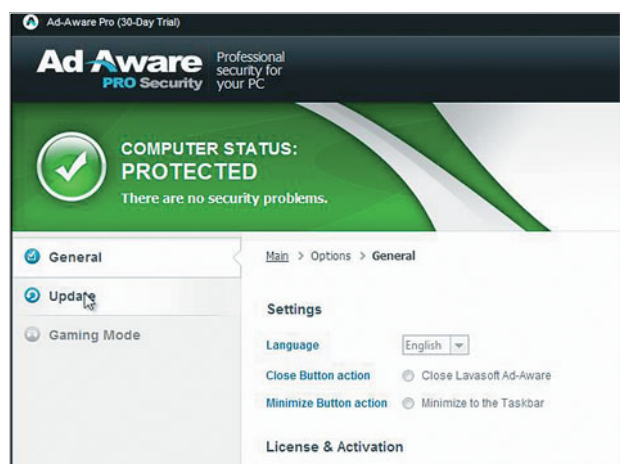 Ad-Aware Pro (30-Day Trial)
Ad-Aware
PRO Security
Professional
security for
your PC
COMPUTER STATUS:
PROTECTED
There are no security problems.
General
Update
Gaming Mode
Main > Options > General
Settings
Language English
Close Button action Close Lavasoft Ad-Aware
Minimize Button action Minimize to the Taskbar
License & Activation